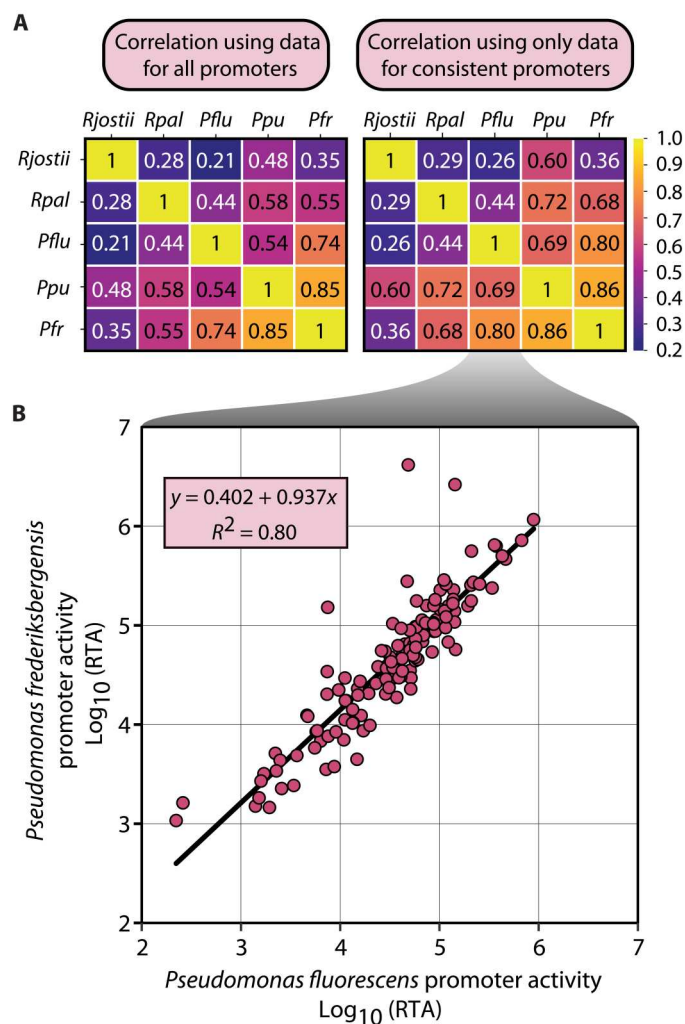 A
Correlation using data
for all promoters
Correlation using only data
for consistent promoters
Rjostii Rpal Pflu Ppu Pfr
Rjostii Rpal Pflu Ppu Pfr
Rjostii 1 0.28 0.21 0.48 0.35 1 0.29 0.26 0.60 0.36
Rpal 0.28 1 0.44 0.58 0.55 0.29 1 0.44 0.72 0.68
Pflu 0.21 0.44 1 0.54 0.74 0.26 0.44 1 0.69 0.80
Ppu 0.48 0.58 0.54 1 0.85 0.60 0.72 0.69 1 0.86
Pfr 0.35 0.55 0.74 0.85 1 0.36 0.68 0.80 0.86 1
1.0
0.9
0.8
0.7
0.6
0.5
0.4
0.3
0.2
B
y = 0.402 + 0.937x
R² = 0.80
Pseudomonas frederiksbergensis
promoter activity
Log₁₀ (RTA)
7
6
5
4
3
2
2 3 4 5 6 7
Pseudomonas fluorescens promoter activity
Log₁₀ (RTA)